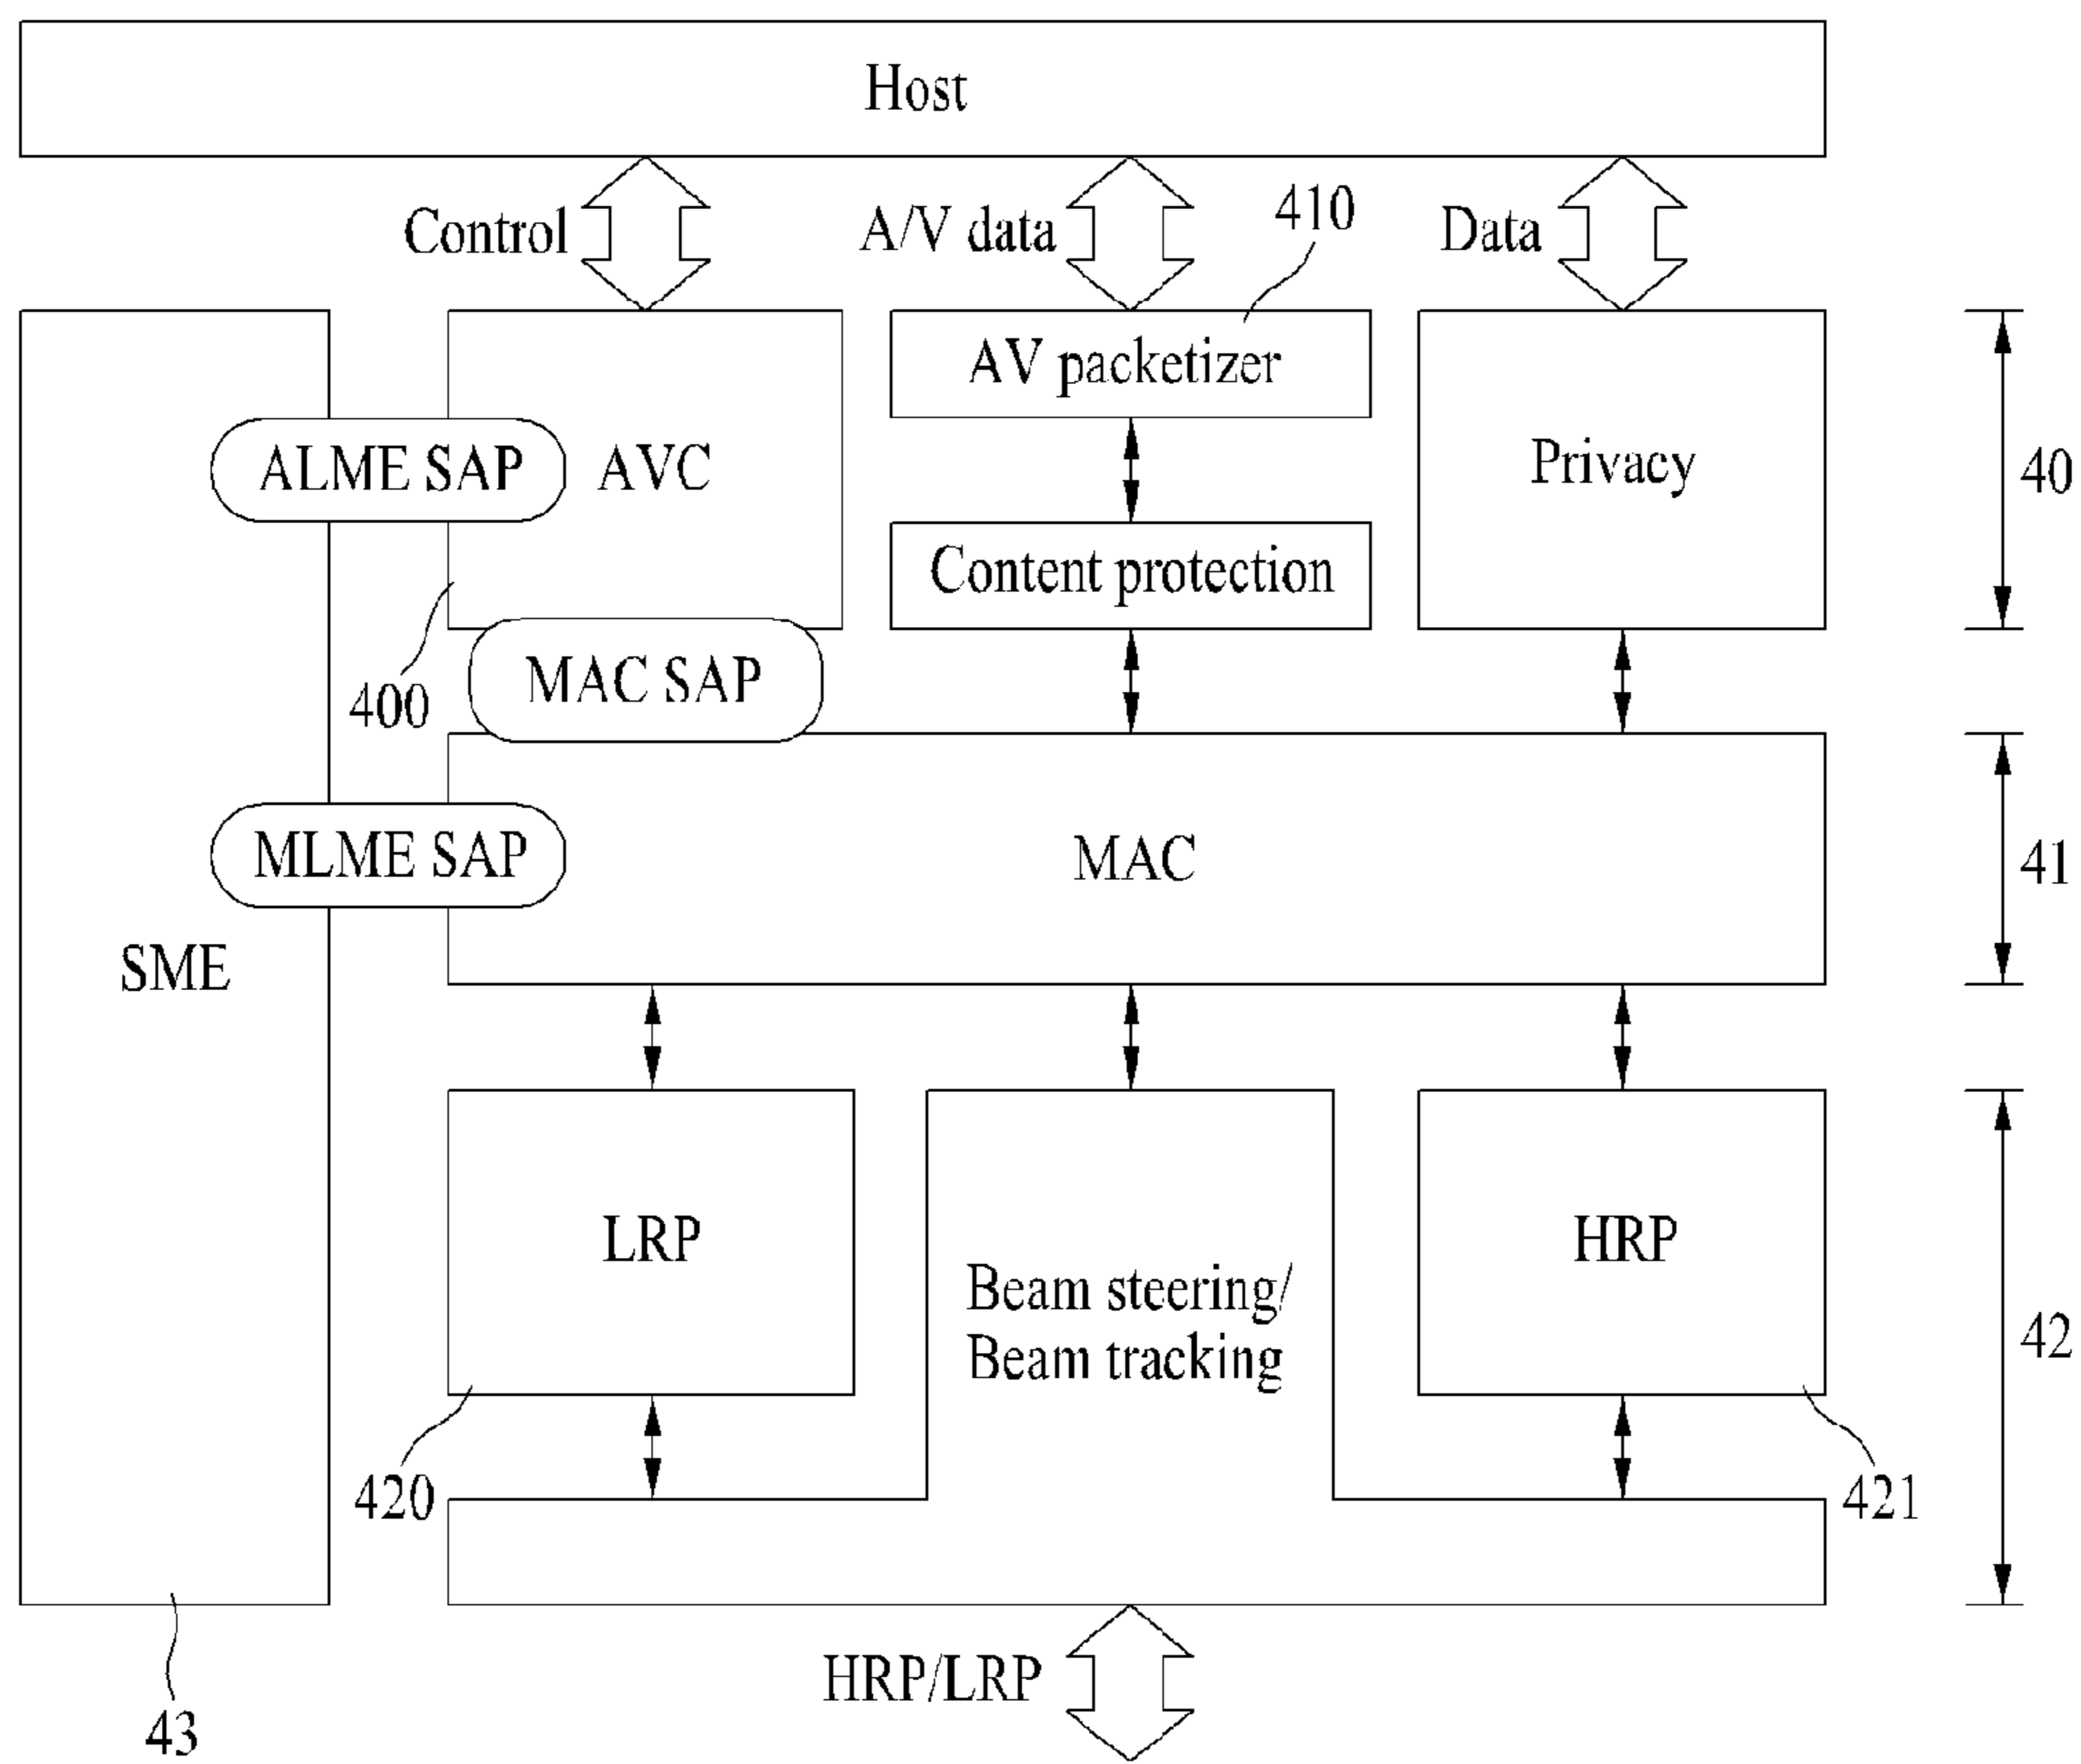 Host
Control
A/V data
410
Data
AV packetizer
ALME SAP
AVC
Privacy
40
Content protection
400
MAC SAP
MLME SAP
MAC
41
SME
LRP
HRP
Beam steering/
Beam tracking
42
420
421
HRP/LRP
43